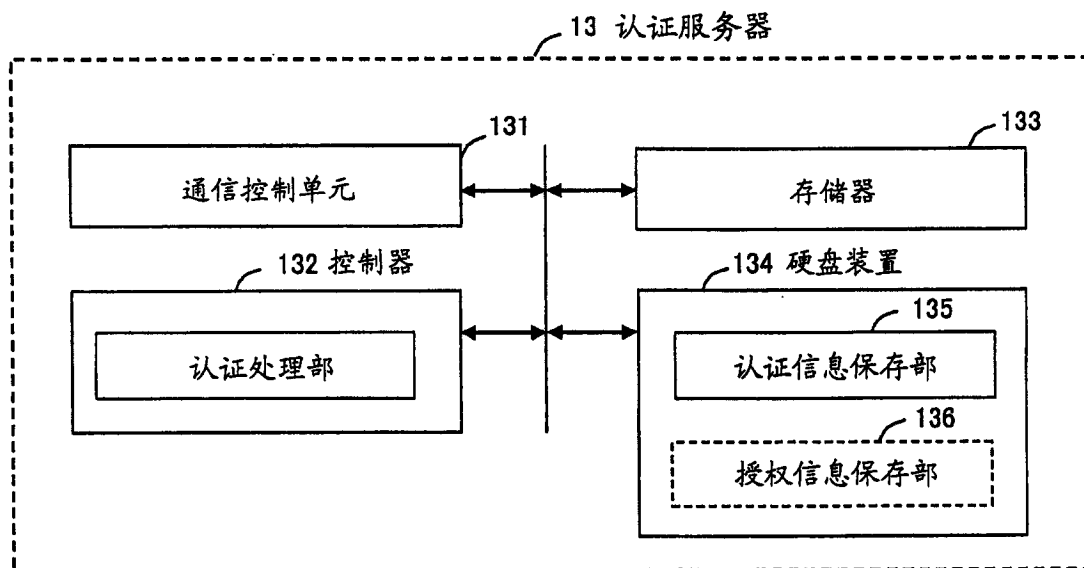 13 认证服务器
131
通信控制单元
133
存储器
132 控制器
认证处理部
134 硬盘装置
135
认证信息保存部
136
授权信息保存部